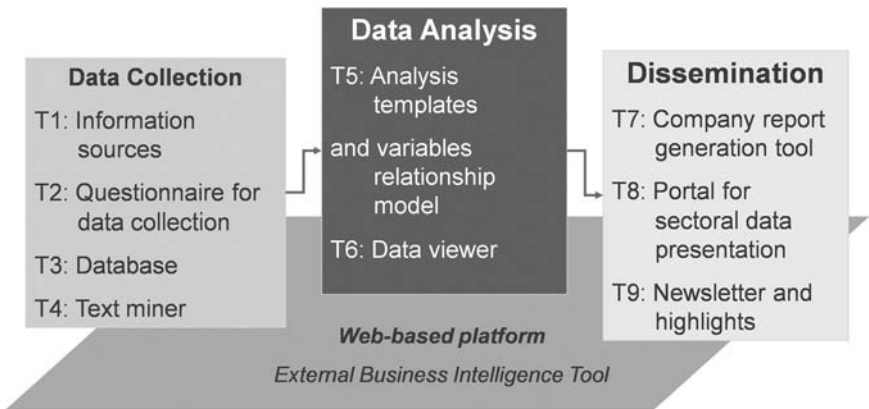 Data Collection
T1: Information
sources
T2: Questionnaire for
data collection
T3: Database
T4: Text miner
Data Analysis
T5: Analysis
templates
and variables
relationship
model
T6: Data viewer
Dissemination
T7: Company report
generation tool
T8: Portal for
sectoral data
presentation
T9: Newsletter and
highlights
Web-based platform
External Business Intelligence Tool